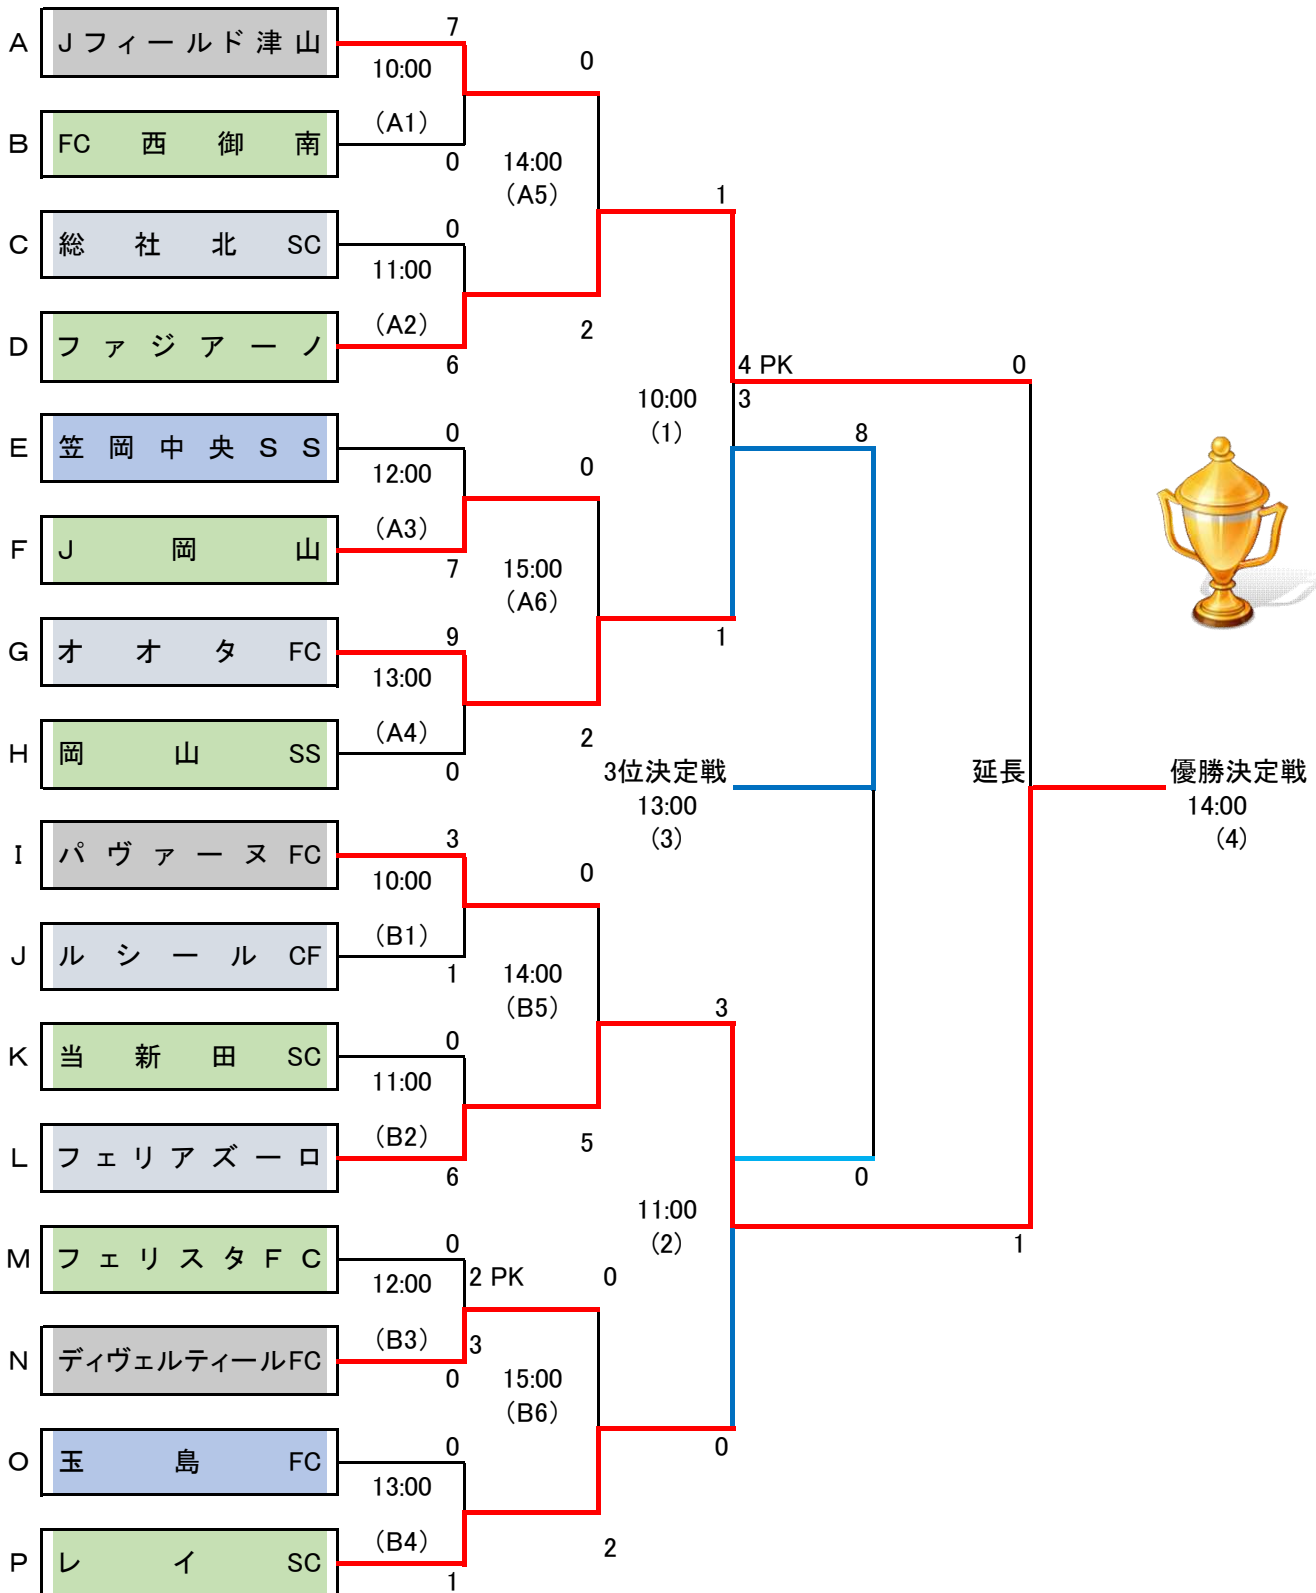 7
A Jフィールド津山
0
10:00
(A1)
B FC 西御南
0
14:00
(A5)
1
C 総社北 SC
0
11:00
(A2)
D ファジアーノ
2
6
4 PK
0
10:00
3
(1)
E 笠岡中央SS
0
8
12:00
0
(A3)
F J岡山
7
15:00
(A6)
G オオタ FC
9
1
13:00
(A4)
H 岡山 SS
2
0
3位決定戦
延長
優勝決定戦
13:00
14:00
(3)
(4)
I パヴァーヌ FC
3
10:00
0
(B1)
J ルシール CF
1
14:00
(B5)
3
K 当新田 SC
0
11:00
(B2)
L フェリアズーロ
5
6
0
11:00
(2)
M フェリスタFC
0
1
12:00
2 PK
0
(B3)
3
N ディヴェルティールFC
0
15:00
(B6)
O 玉島 FC
0
0
13:00
(B4)
2
P レイ SC
1